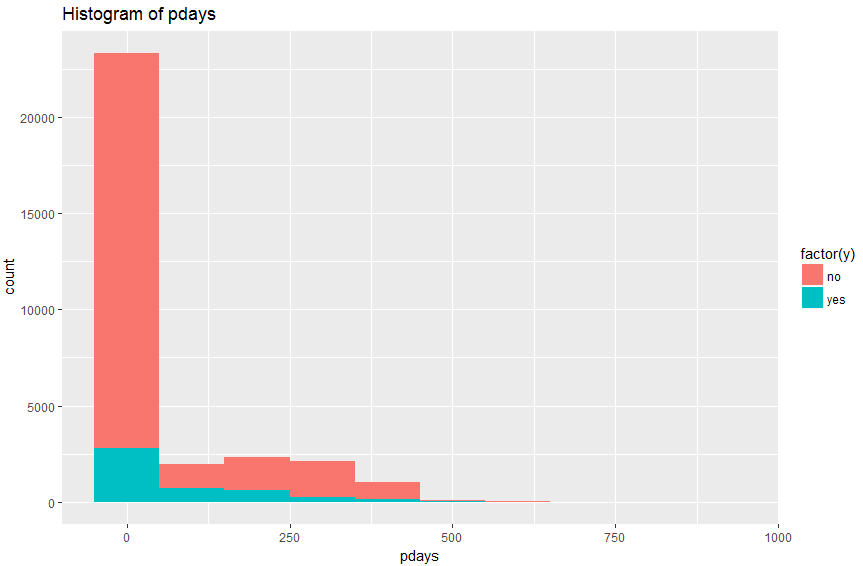 Histogram of pdays
20000
15000
10000
5000
0
count
0 250 500 750 1000
pdays
factor(y)
no
yes